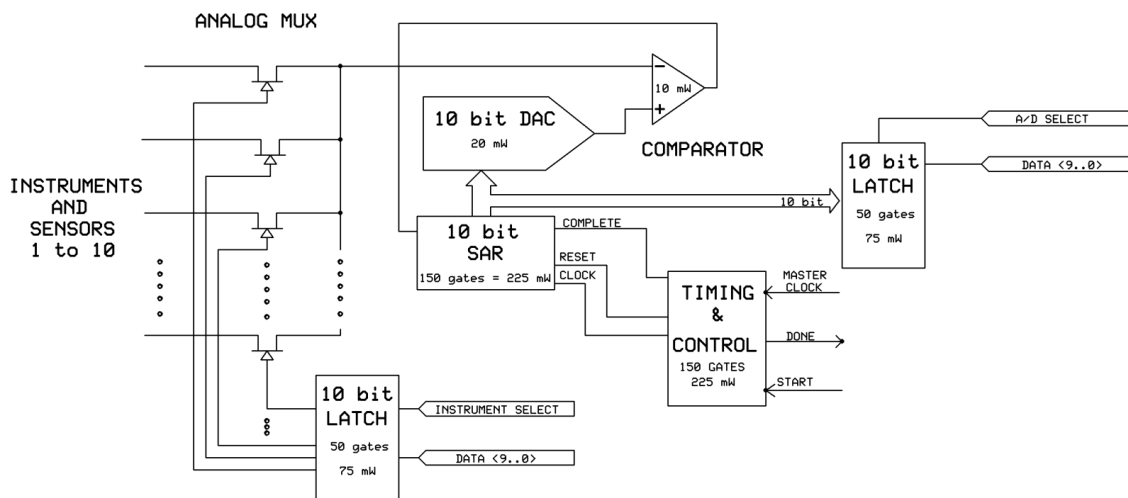 ANALOG MUX
INSTRUMENTS
AND
SENSORS
1 to 10
10 bit DAC
20 mW
−
10 mW
+
COMPARATOR
10 bit
SAR
150 gates = 225 mW
COMPLETE
RESET
CLOCK
10 bit
A/D SELECT
DATA <9..0>
10 bit
LATCH
50 gates
75 mW
TIMING
&
CONTROL
150 GATES
225 mW
MASTER
CLOCK
DONE
START
10 bit
LATCH
50 gates
75 mW
INSTRUMENT SELECT
DATA <9..0>